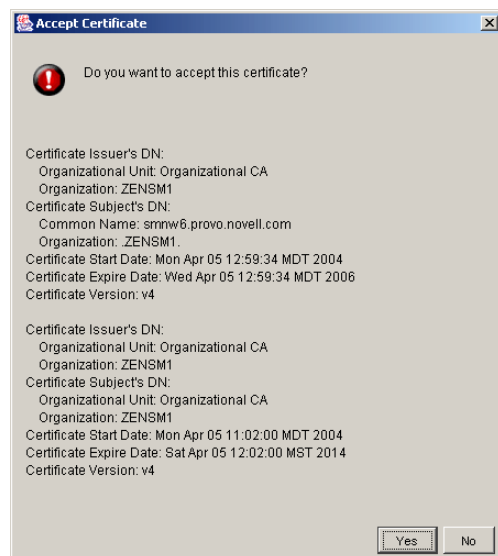 Accept Certificate
Do you want to accept this certificate?
Certificate Issuer's DN:
Organizational Unit: Organizational CA
Organization: ZENSM1
Certificate Subject's DN:
Common Name: smnw6.provo.novell.com
Organization: .ZENSM1.
Certificate Start Date: Mon Apr 05 12:59:34 MDT 2004
Certificate Expire Date: Wed Apr 05 12:59:34 MDT 2006
Certificate Version: v4
Certificate Issuer's DN:
Organizational Unit: Organizational CA
Organization: ZENSM1
Certificate Subject's DN:
Organizational Unit: Organizational CA
Organization: ZENSM1
Certificate Start Date: Mon Apr 05 11:02:00 MDT 2004
Certificate Expire Date: Sat Apr 05 12:02:00 MST 2014
Certificate Version: v4
Yes No